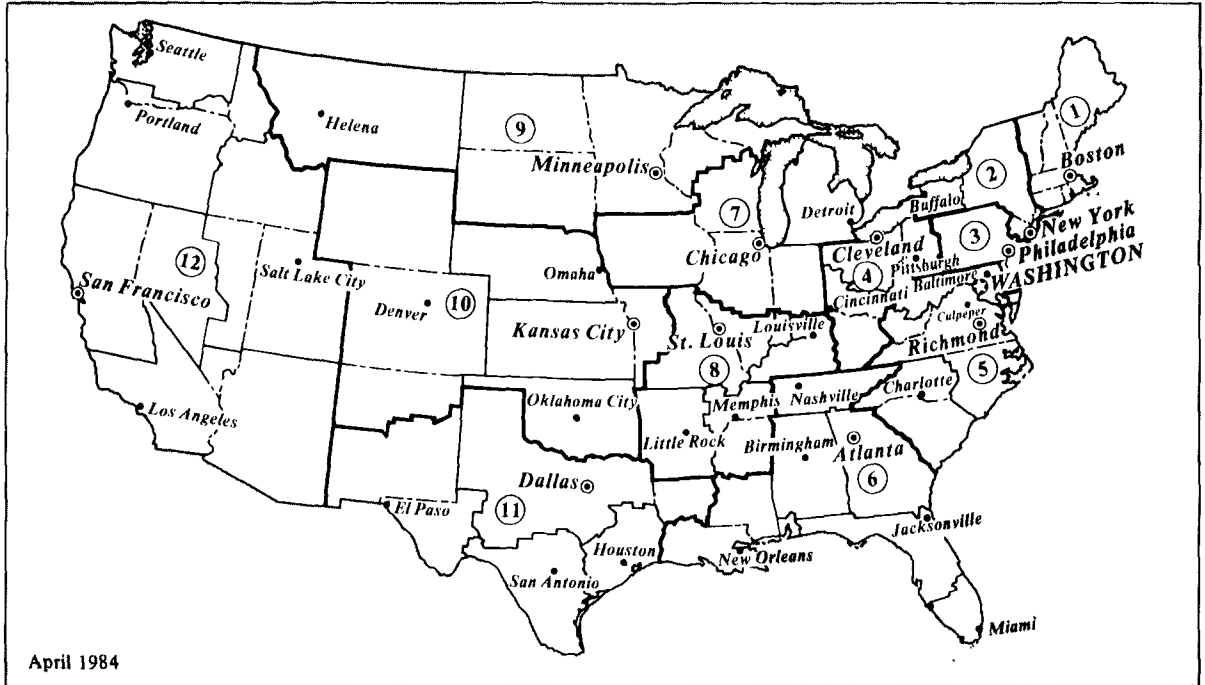 Seattle
1
Portland
Helena
9
Minneapolis
2
Boston
Buffalo
7
Detroit
New York
3
Cleveland
Philadelphia
12
Chicago
Pittsburgh
WASHINGTON
Salt Lake City
Omaha
4
Baltimore
San Francisco
Cincinnati
Denver
10
Culpeper
Kansas City
St. Louis
Louisville
Richmond
8
5
Charlotte
Memphis
Nashville
Los Angeles
Oklahoma City
Little Rock
Birmingham
Atlanta
Dallas
6
El Paso
11
Jacksonville
Houston
New Orleans
San Antonio
Miami
April 1984